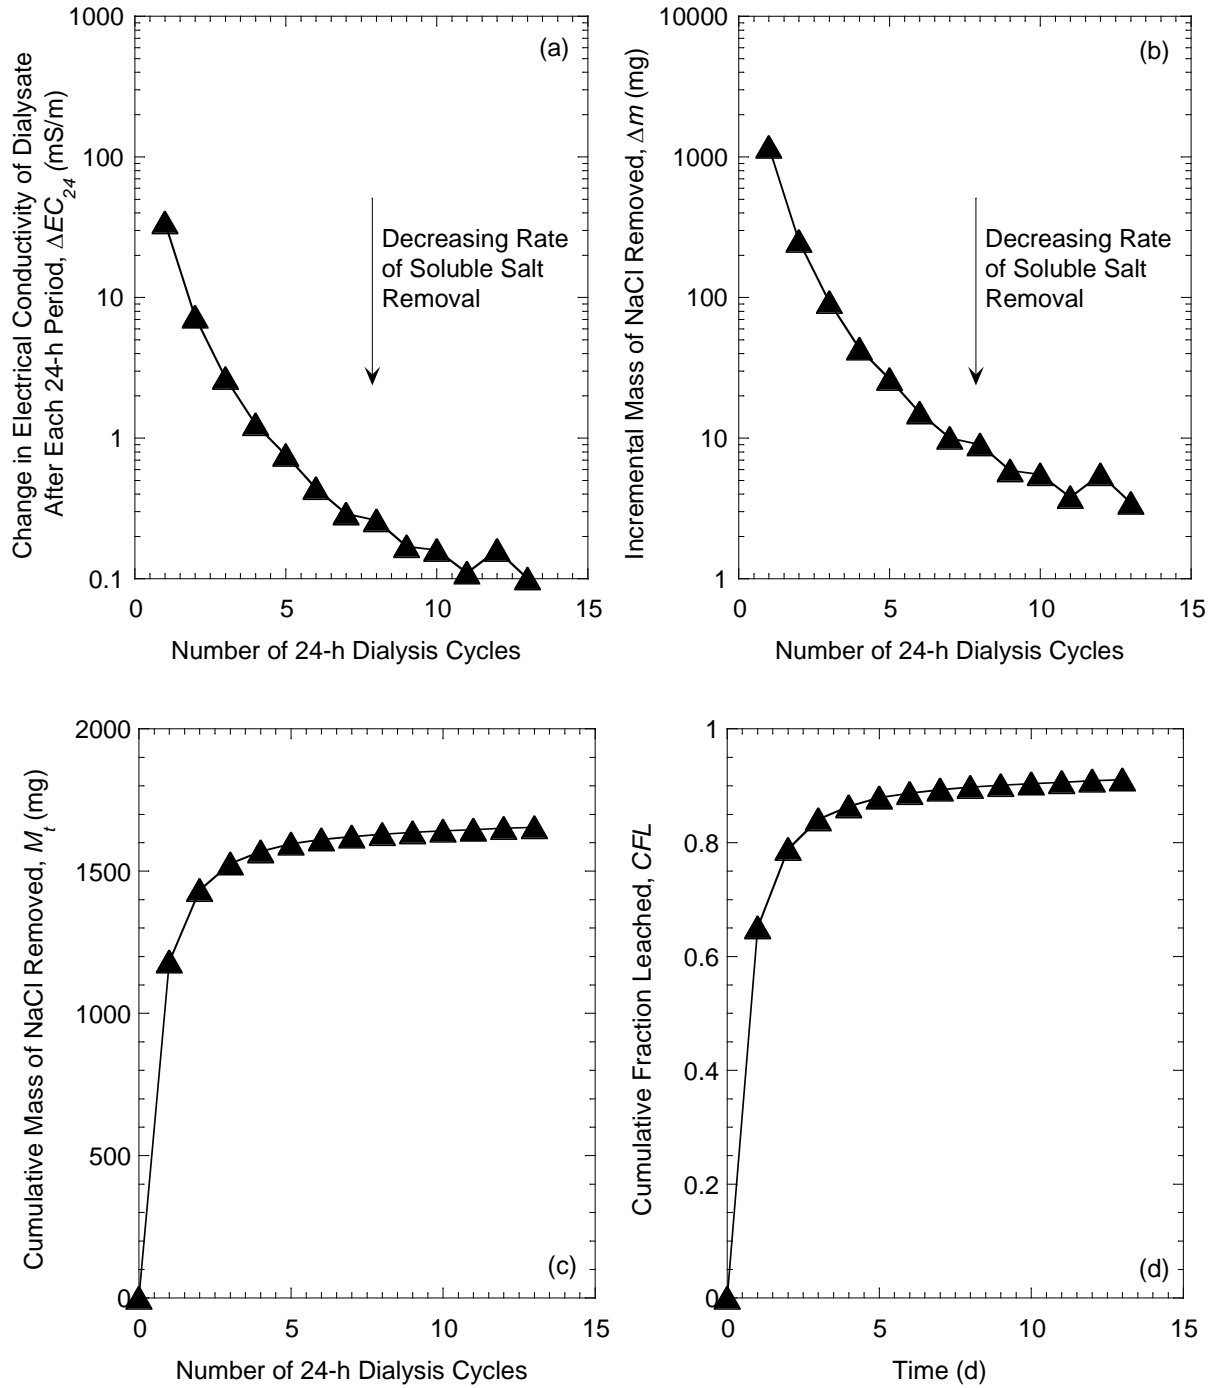 Change in Electrical Conductivity of Dialysate
After Each 24-h Period, ΔEC24 (mS/m)
1000
100
10
1
0.1
(a)
Decreasing Rate
of Soluble Salt
Removal
0
5
10
15
Number of 24-h Dialysis Cycles
Incremental Mass of NaCl Removed, Δm (mg)
10000
1000
100
10
1
(b)
Decreasing Rate
of Soluble Salt
Removal
0
5
10
15
Number of 24-h Dialysis Cycles
Cumulative Mass of NaCl Removed, Mt (mg)
2000
1500
1000
500
0
(c)
0
5
10
15
Number of 24-h Dialysis Cycles
Cumulative Fraction Leached, CFL
1
0.8
0.6
0.4
0.2
0
(d)
0
5
10
15
Time (d)